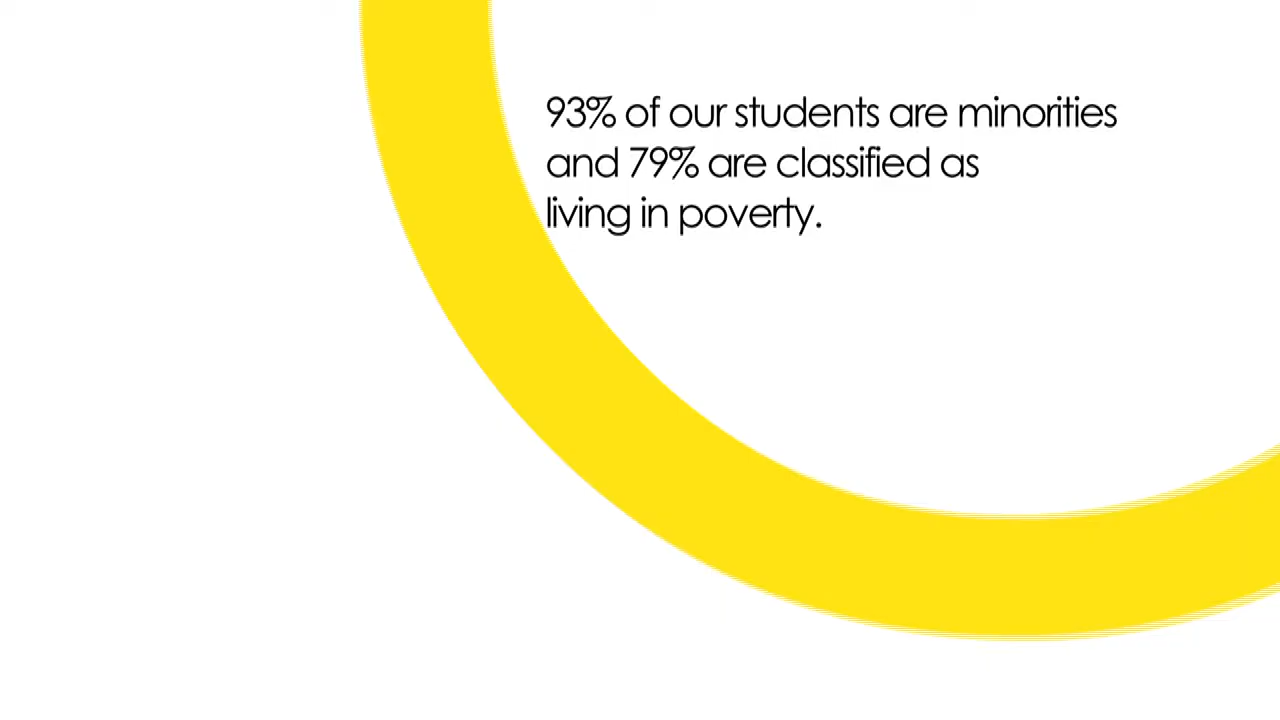 93% of our students are minorities
and 79% are classified as
living in poverty.